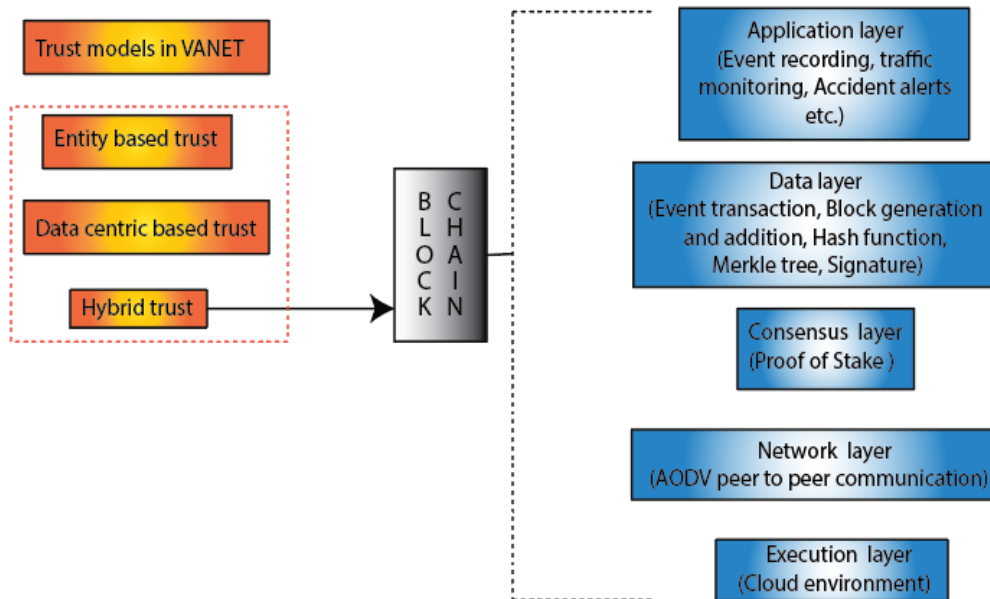 Trust models in VANET
Entity based trust
Data centric based trust
Hybrid trust
BLOCK
CHAIN
Application layer
(Event recording, traffic
monitoring, Accident alerts
etc.)
Data layer
(Event transaction, Block generation
and addition, Hash function,
Merkle tree, Signature)
Consensus layer
(Proof of Stake )
Network layer
(AODV peer to peer communication)
Execution layer
(Cloud environment)